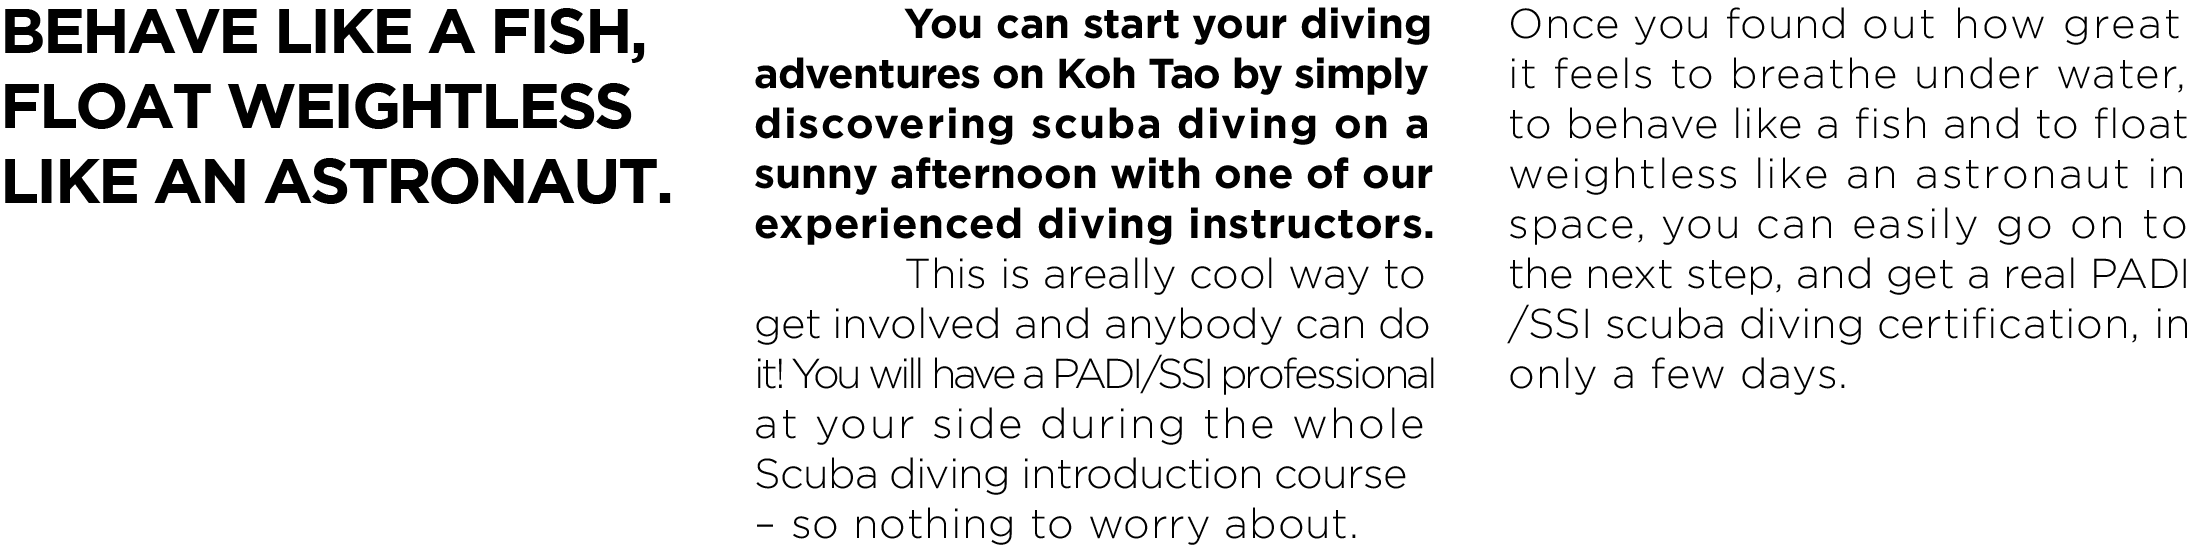 BEHAVE LIKE A FISH,
FLOAT WEIGHTLESS
LIKE AN ASTRONAUT.
You can start your diving
adventures on Koh Tao by simply
discovering scuba diving on a
sunny afternoon with one of our
experienced diving instructors.
This is areally cool way to
get involved and anybody can do
it! You will have a PADI/SSI professional
at your side during the whole
Scuba diving introduction course
– so nothing to worry about.
Once you found out how great
it feels to breathe under water,
to behave like a fish and to float
weightless like an astronaut in
space, you can easily go on to
the next step, and get a real PADI
/SSI scuba diving certification, in
only a few days.